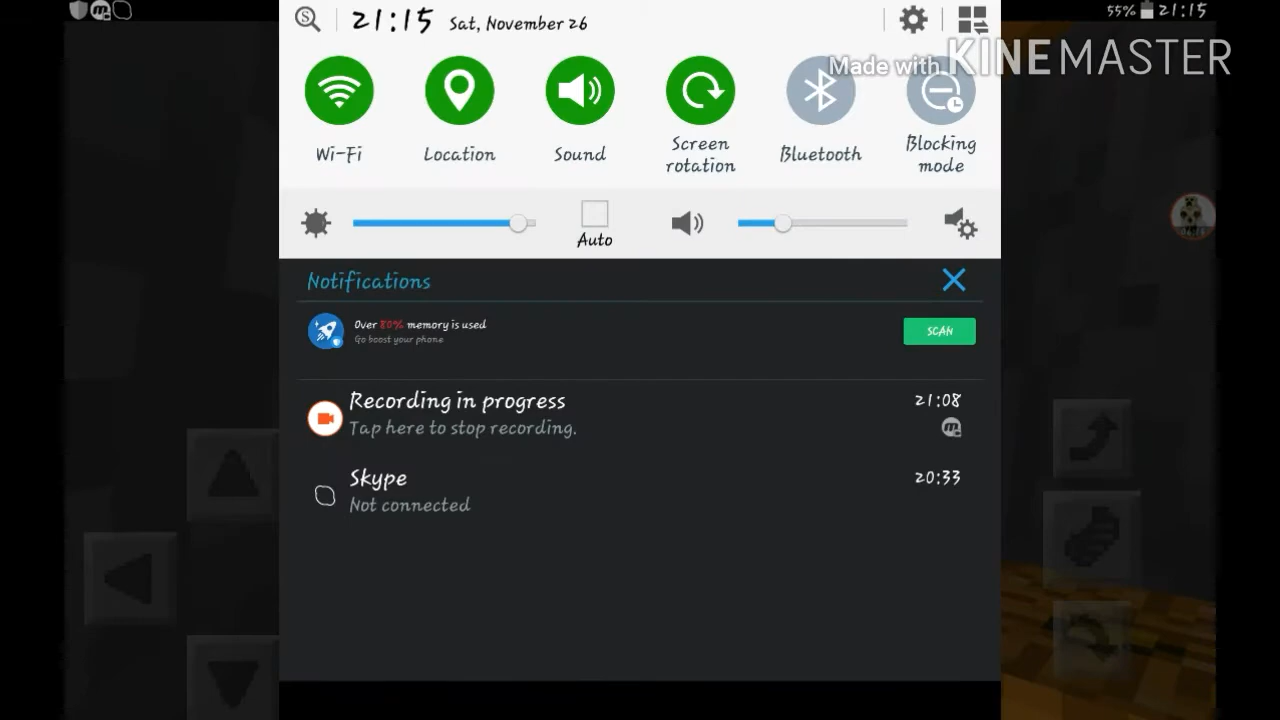 55% 21:15
21:15 Sat, November 26
Made with KINEMASTER
Wi-Fi
Location
Sound
Screen
rotation
Bluetooth
Blocking
mode
Auto
Notifications
Over 80% memory is used
Go boost your phone
SCAN
Recording in progress
21:08
Tap here to stop recording.
Skype
20:33
Not connected